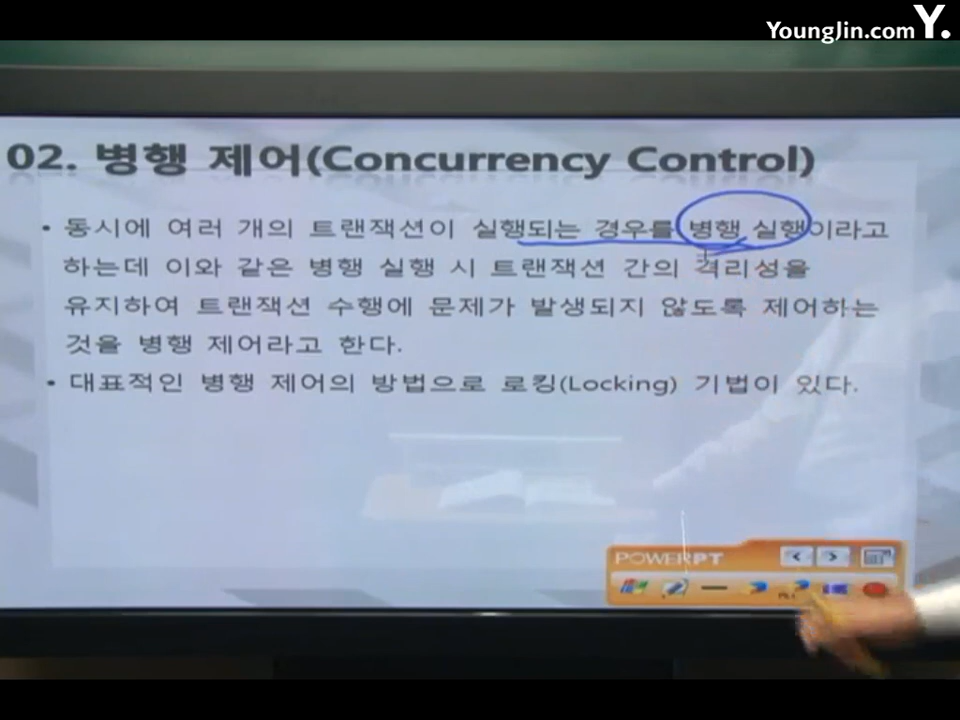 YoungJin.com Y.
02. 병행 제어(Concurrency Control)
• 동시에 여러 개의 트랜잭션이 실행되는 경우를 병행 실행이라고
하는데 이와 같은 병행 실행 시 트랜잭션 간의 격리성을
유지하여 트랜잭션 수행에 문제가 발생되지 않도록 제어하는
것을 병행 제어라고 한다.
• 대표적인 병행 제어의 방법으로 로킹(Locking) 기법이 있다.
POWERPT